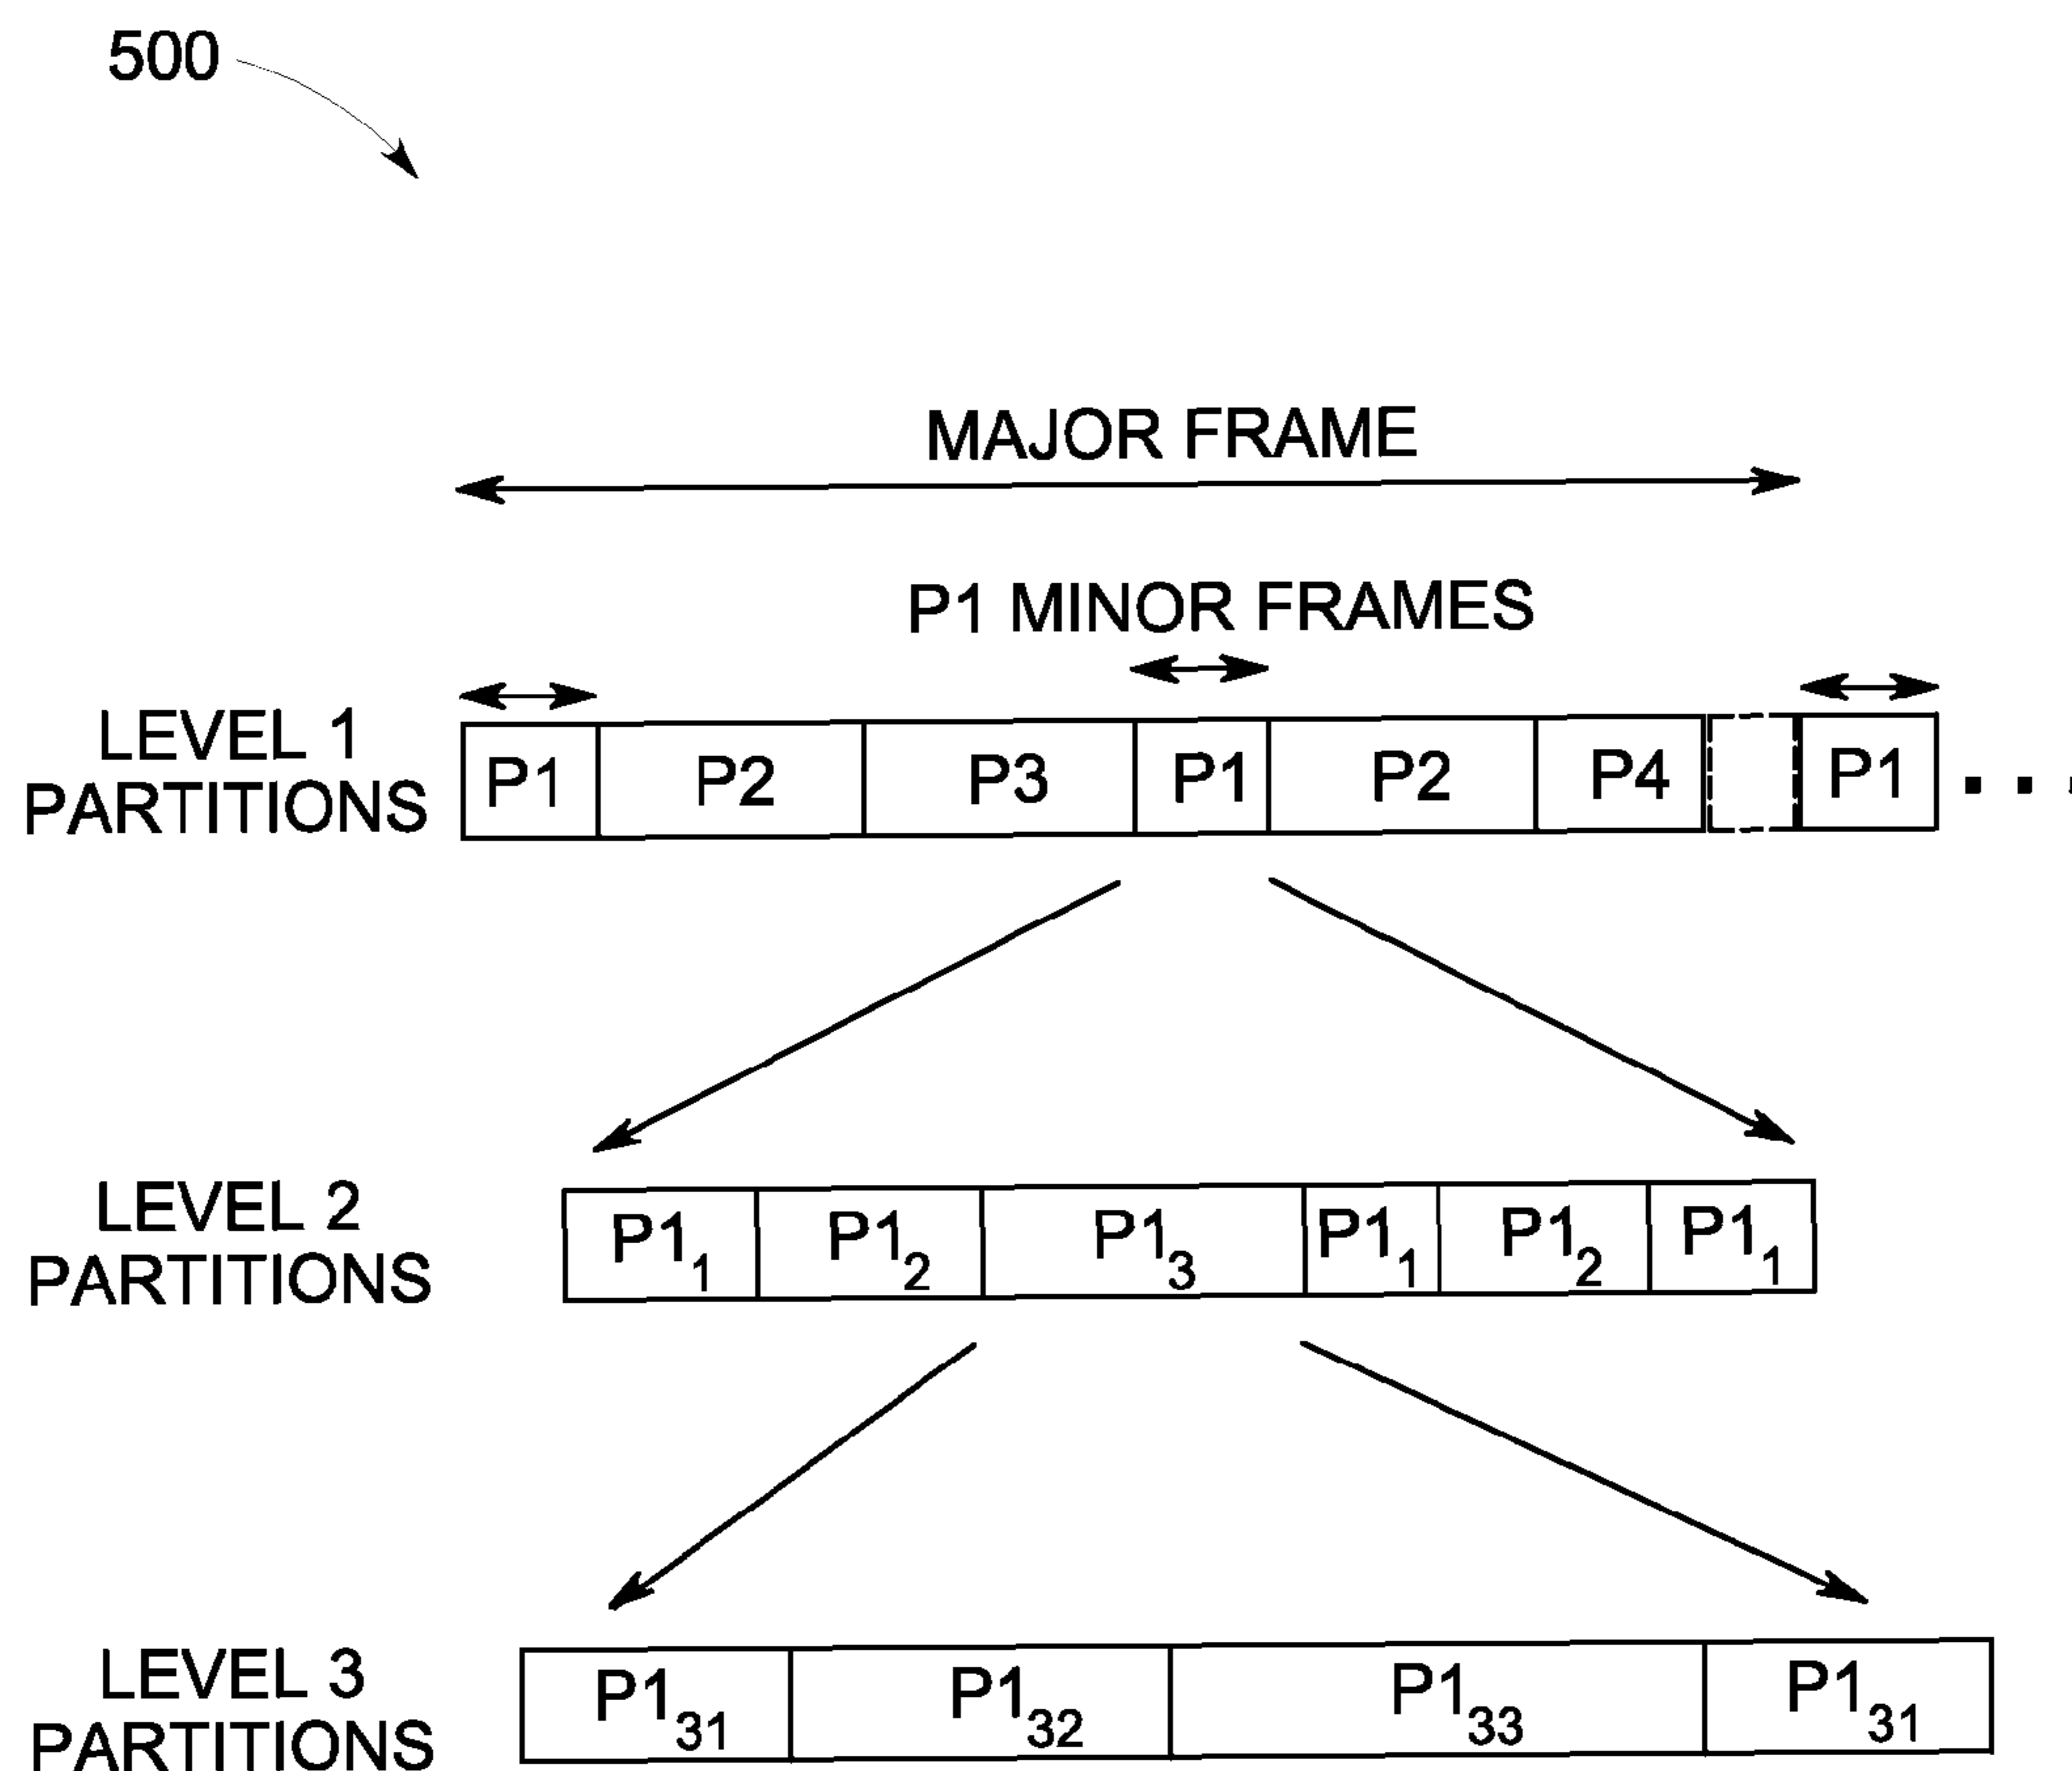 500
MAJOR FRAME
P1 MINOR FRAMES
LEVEL 1
PARTITIONS
P1 P2 P3 P1 P2 P4 P1 ...
LEVEL 2
PARTITIONS
P1₁ P1₂ P1₃ P1₁ P1₂ P1₁
LEVEL 3
PARTITIONS
P1₃₁ P1₃₂ P1₃₃ P1₃₁